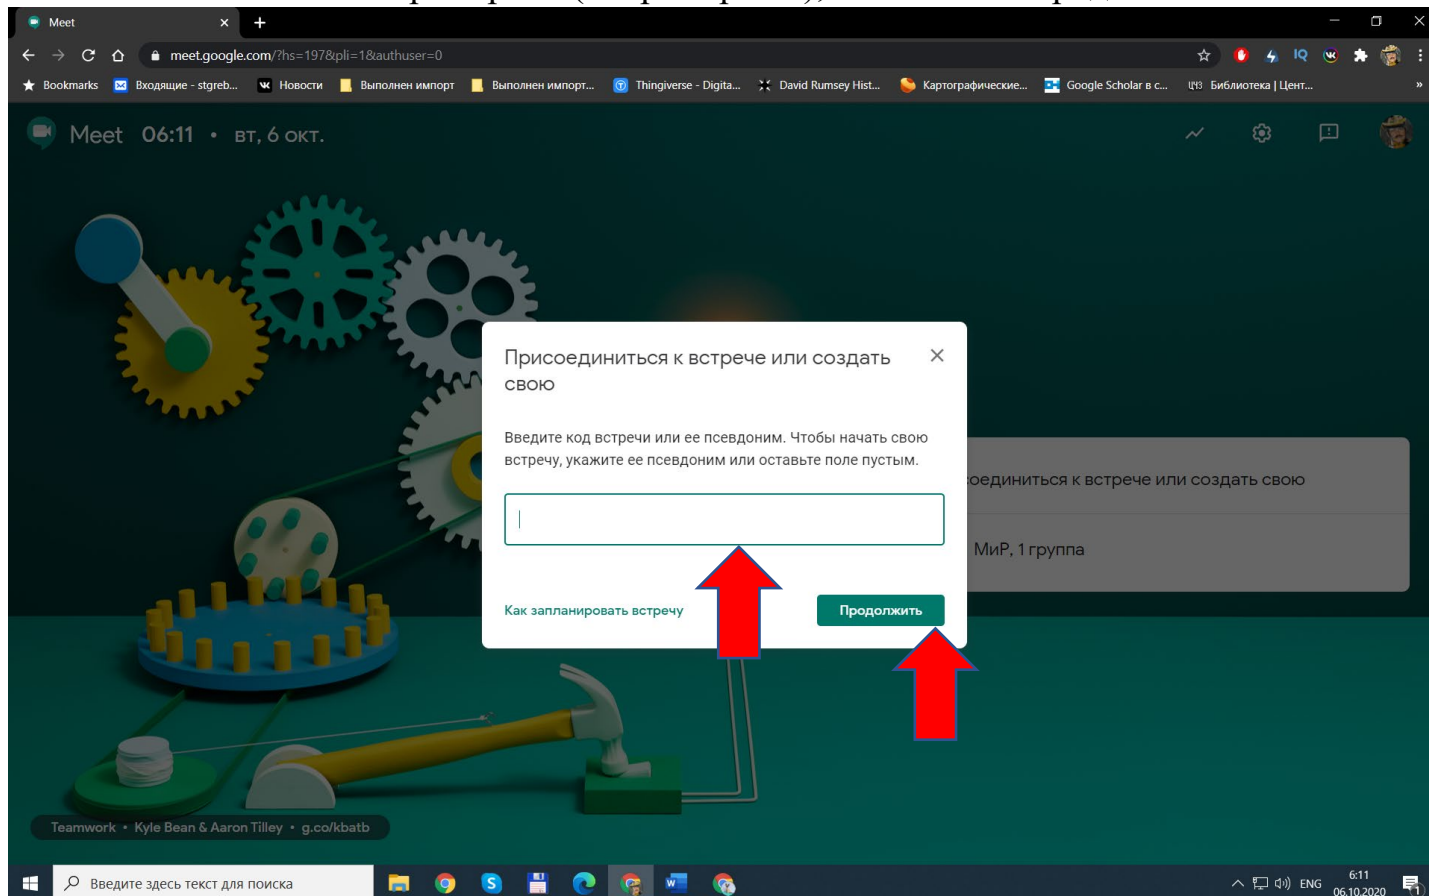 Meet
meet.google.com/?hs=197&pli=1&authuser=0
Bookmarks Входящие - stgreb... Новости Выполнен импорт Выполнен импорт... Thingiverse - Digita... David Rumsey Hist... Картографические... Google Scholar в с... Библиотека | Цент... »
Meet 06:11 • вт, 6 окт.
Присоединиться к встрече или создать
свою
Введите код встречи или ее псевдоним. Чтобы начать свою
встречу, укажите ее псевдоним или оставьте поле пустым.
Как запланировать встречу
Продолжить
соединиться к встрече или создать свою
МиР, 1 группа
Teamwork • Kyle Bean & Aaron Tilley • g.co/kbatb
Введите здесь текст для поиска
ENG
6:11
06.10.2020